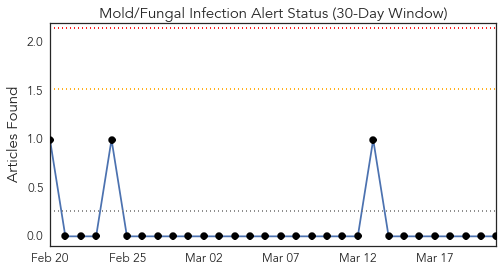 Mold/Fungal Infection Alert Status (30-Day Window)
Articles Found
2.0
1.5
1.0
0.5
0.0
Feb 20 Feb 25 Mar 02 Mar 07 Mar 12 Mar 17